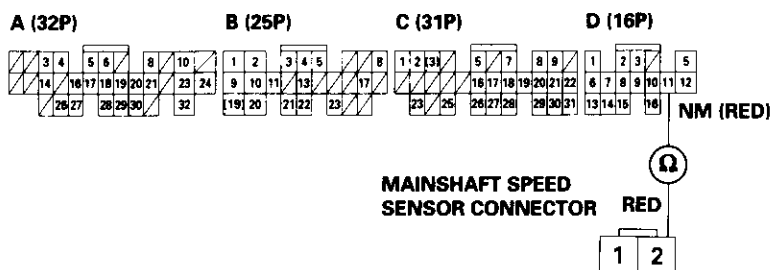 A (32P) B (25P) C (31P) D (16P)
3 4 5 6 8 10 1 2 3 4 5 8 1 2 (3) 5 7 8 9 1 2 3 5
14 16 17 18 19 20 21 23 24 9 10 11 13 17 16 17 18 19 20 21 22 6 7 8 9 10 11 12
26 27 28 29 30 32 (19) 20 21 22 23 23 25 26 27 28 29 30 31 13 14 15 16
NM (RED)
Ω
MAINSHAFT SPEED
SENSOR CONNECTOR RED
1 2